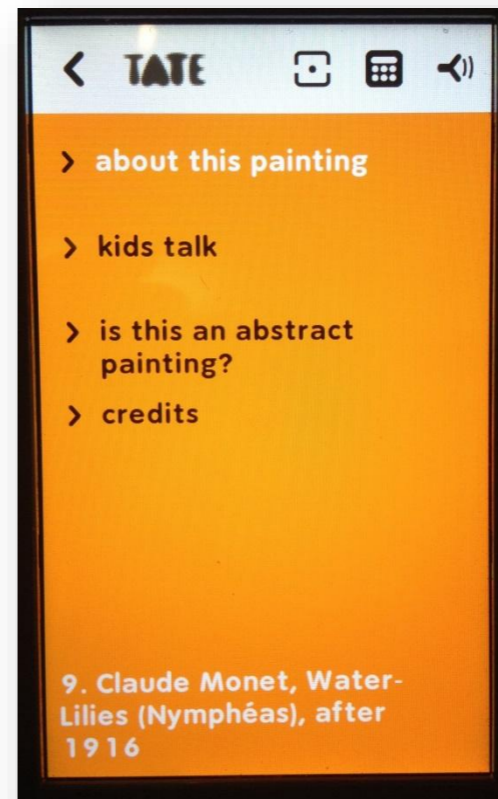 TATE
about this painting
kids talk
is this an abstract
painting?
credits
9. Claude Monet, Water-
Lilies (Nymphéas), after
1916